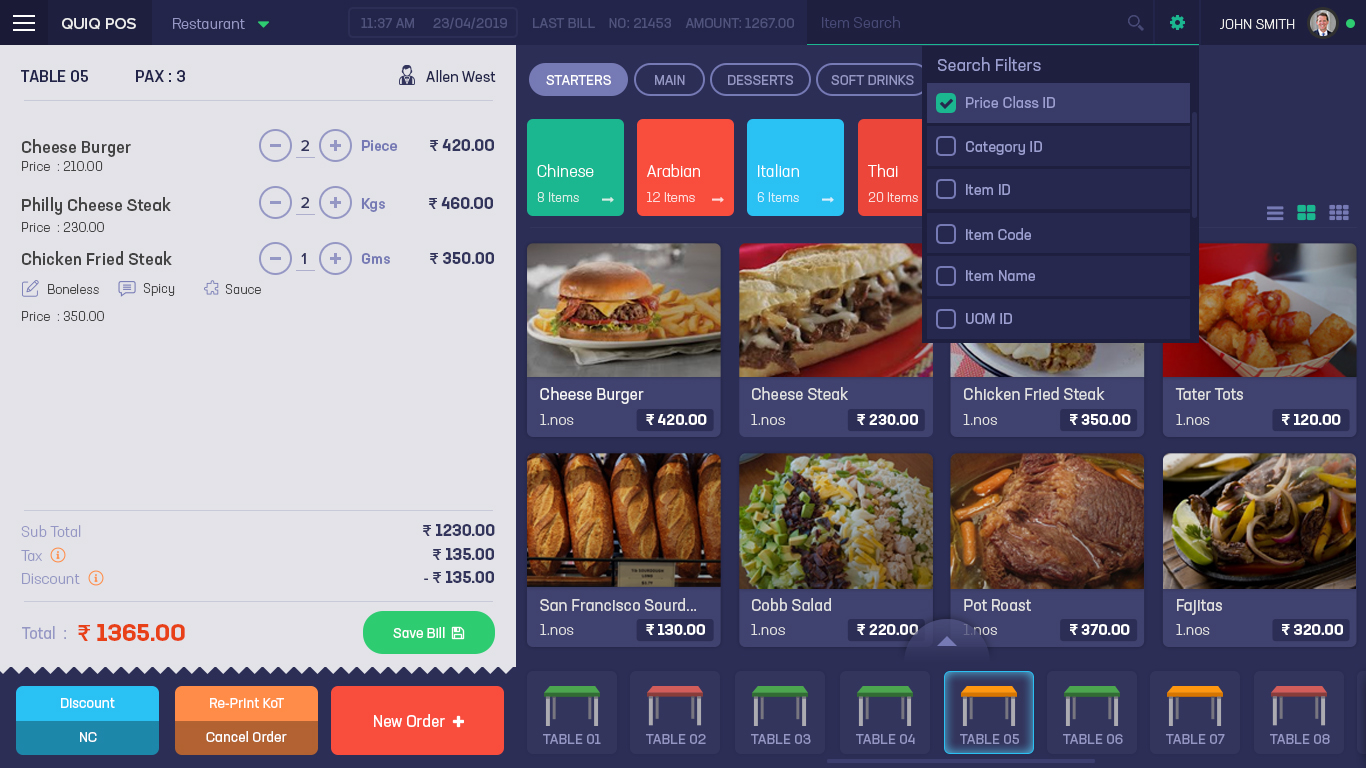 QUIQ POS
Restaurant
11:37 AM 23/04/2019
LAST BILL NO: 21453 AMOUNT: 1267.00
Item Search
JOHN SMITH
TABLE 05 PAX : 3
Allen West
Cheese Burger
2
Piece ₹ 420.00
Price : 210.00
Philly Cheese Steak
2
Kgs ₹ 460.00
Price : 230.00
Chicken Fried Steak
1
Gms ₹ 350.00
Boneless Spicy Sauce
Price : 350.00
Sub Total ₹ 1230.00
Tax ₹ 135.00
Discount - ₹ 135.00
Total : ₹ 1365.00
Save Bill
Discount
NC
Re-Print KoT
Cancel Order
New Order
STARTERS MAIN DESSERTS SOFT DRINKS
Chinese
8 Items
Arabian
12 Items
Italian
6 Items
Thai
20 Items
Search Filters
Price Class ID
Category ID
Item ID
Item Code
Item Name
UOM ID
Cheese Burger
1.nos ₹ 420.00
Cheese Steak
1.nos ₹ 230.00
Chicken Fried Steak
1.nos ₹ 350.00
Tater Tots
1.nos ₹ 120.00
San Francisco Sourd...
1.nos ₹ 130.00
Cobb Salad
1.nos ₹ 220.00
Pot Roast
1.nos ₹ 370.00
Fajitas
1.nos ₹ 320.00
TABLE 01 TABLE 02 TABLE 03 TABLE 04 TABLE 05 TABLE 06 TABLE 07 TABLE 08